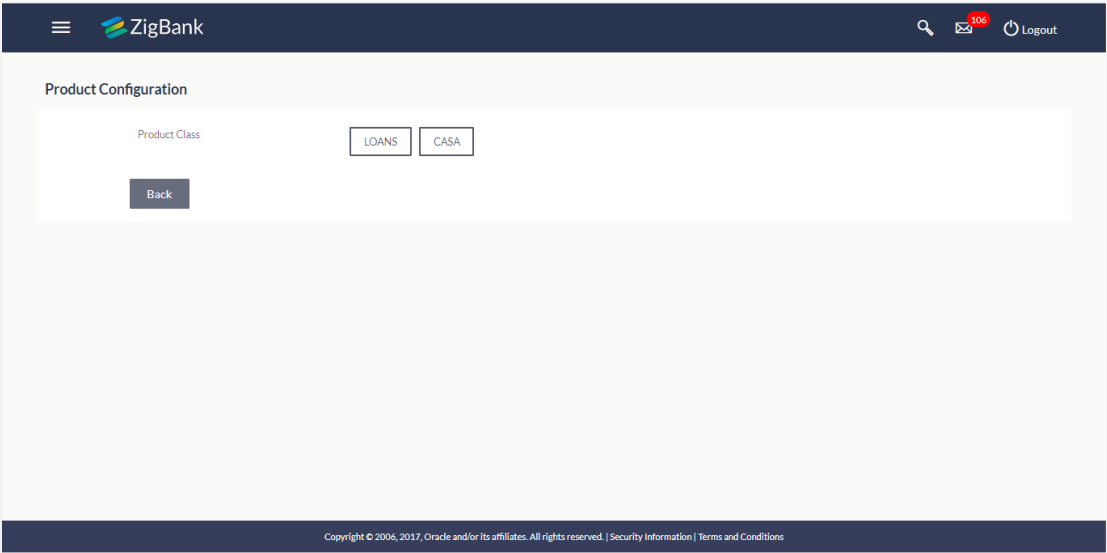 ZigBank
106
Logout
Product Configuration
Product Class
LOANS
CASA
Back
Copyright © 2006, 2017, Oracle and/or its affiliates. All rights reserved. | Security Information | Terms and Conditions